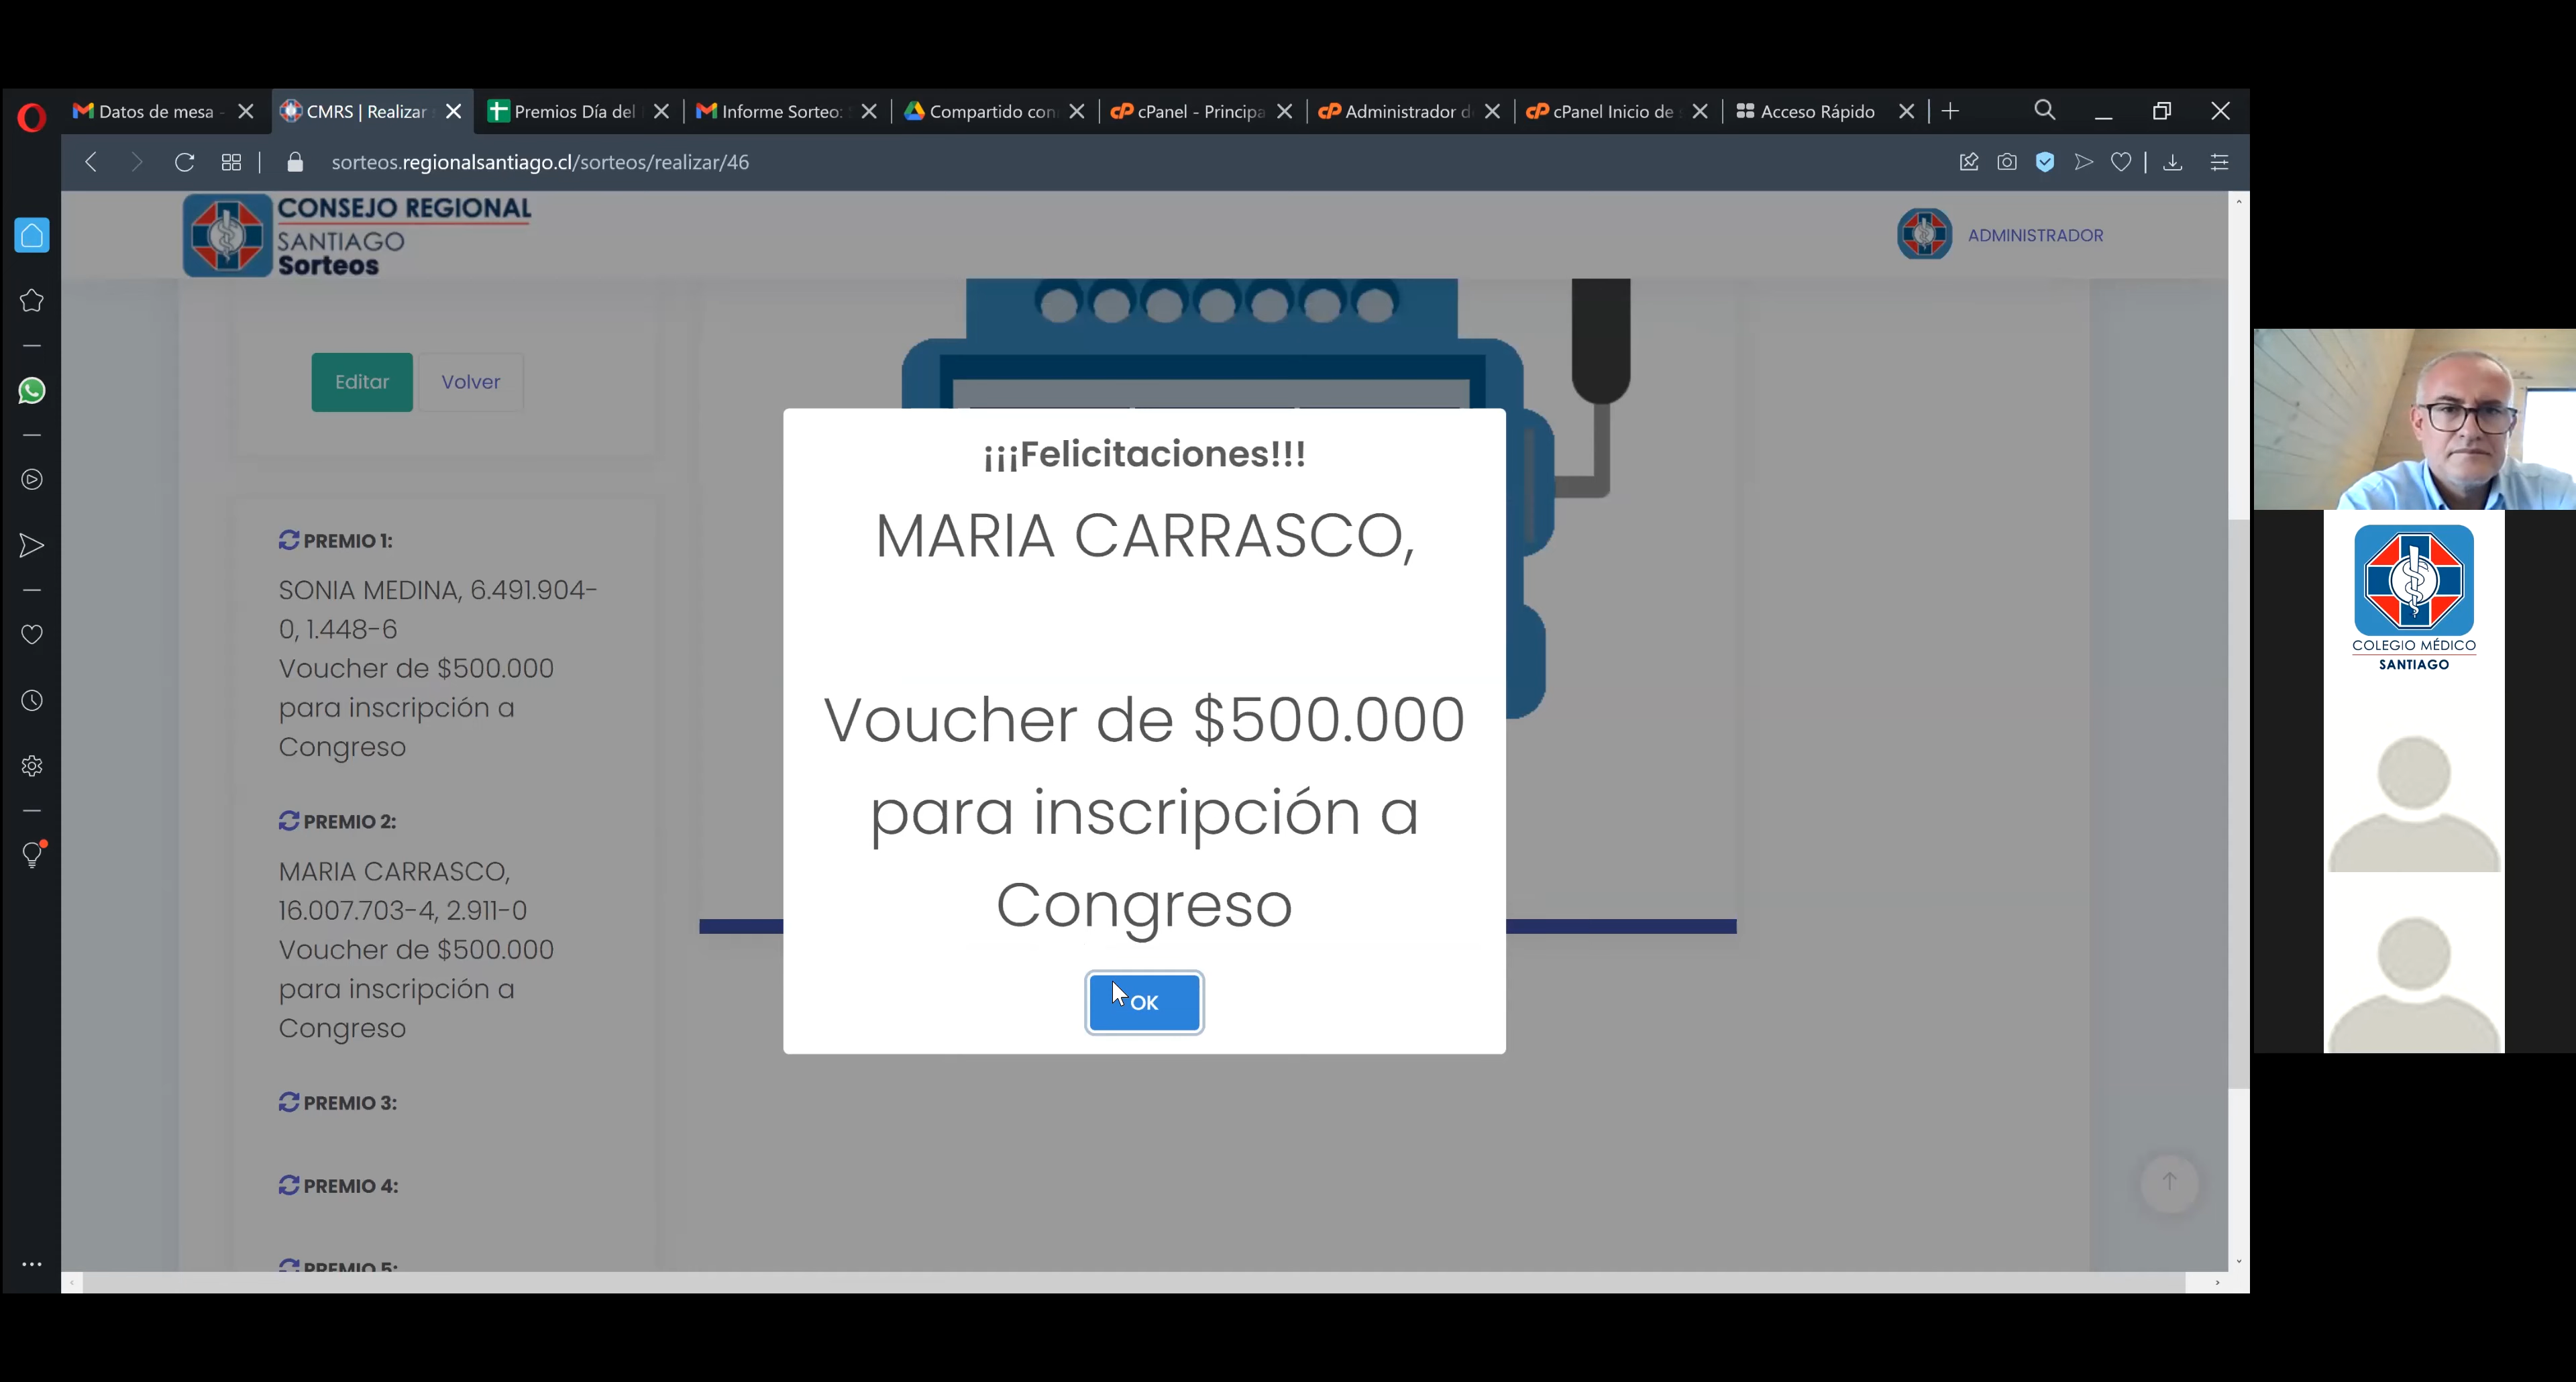 Datos de mesa -
CMRS | Realizar
Premios Día del
Informe Sorteo:
Compartido con
cPanel - Principa
Administrador d
cPanel Inicio de
Acceso Rápido
sorteos.regionalsantiago.cl/sorteos/realizar/46
CONSEJO REGIONAL
SANTIAGO
Sorteos
ADMINISTRADOR
Editar
Volver
PREMIO 1:
SONIA MEDINA, 6.491.904-
0, 1.448-6
Voucher de $500.000
para inscripción a
Congreso
PREMIO 2:
MARIA CARRASCO,
16.007.703-4, 2.911-0
Voucher de $500.000
para inscripción a
Congreso
PREMIO 3:
PREMIO 4:
PREMIO 5:
¡¡¡Felicitaciones!!!
MARIA CARRASCO,
Voucher de $500.000
para inscripción a
Congreso
OK
COLEGIO MÉDICO
SANTIAGO